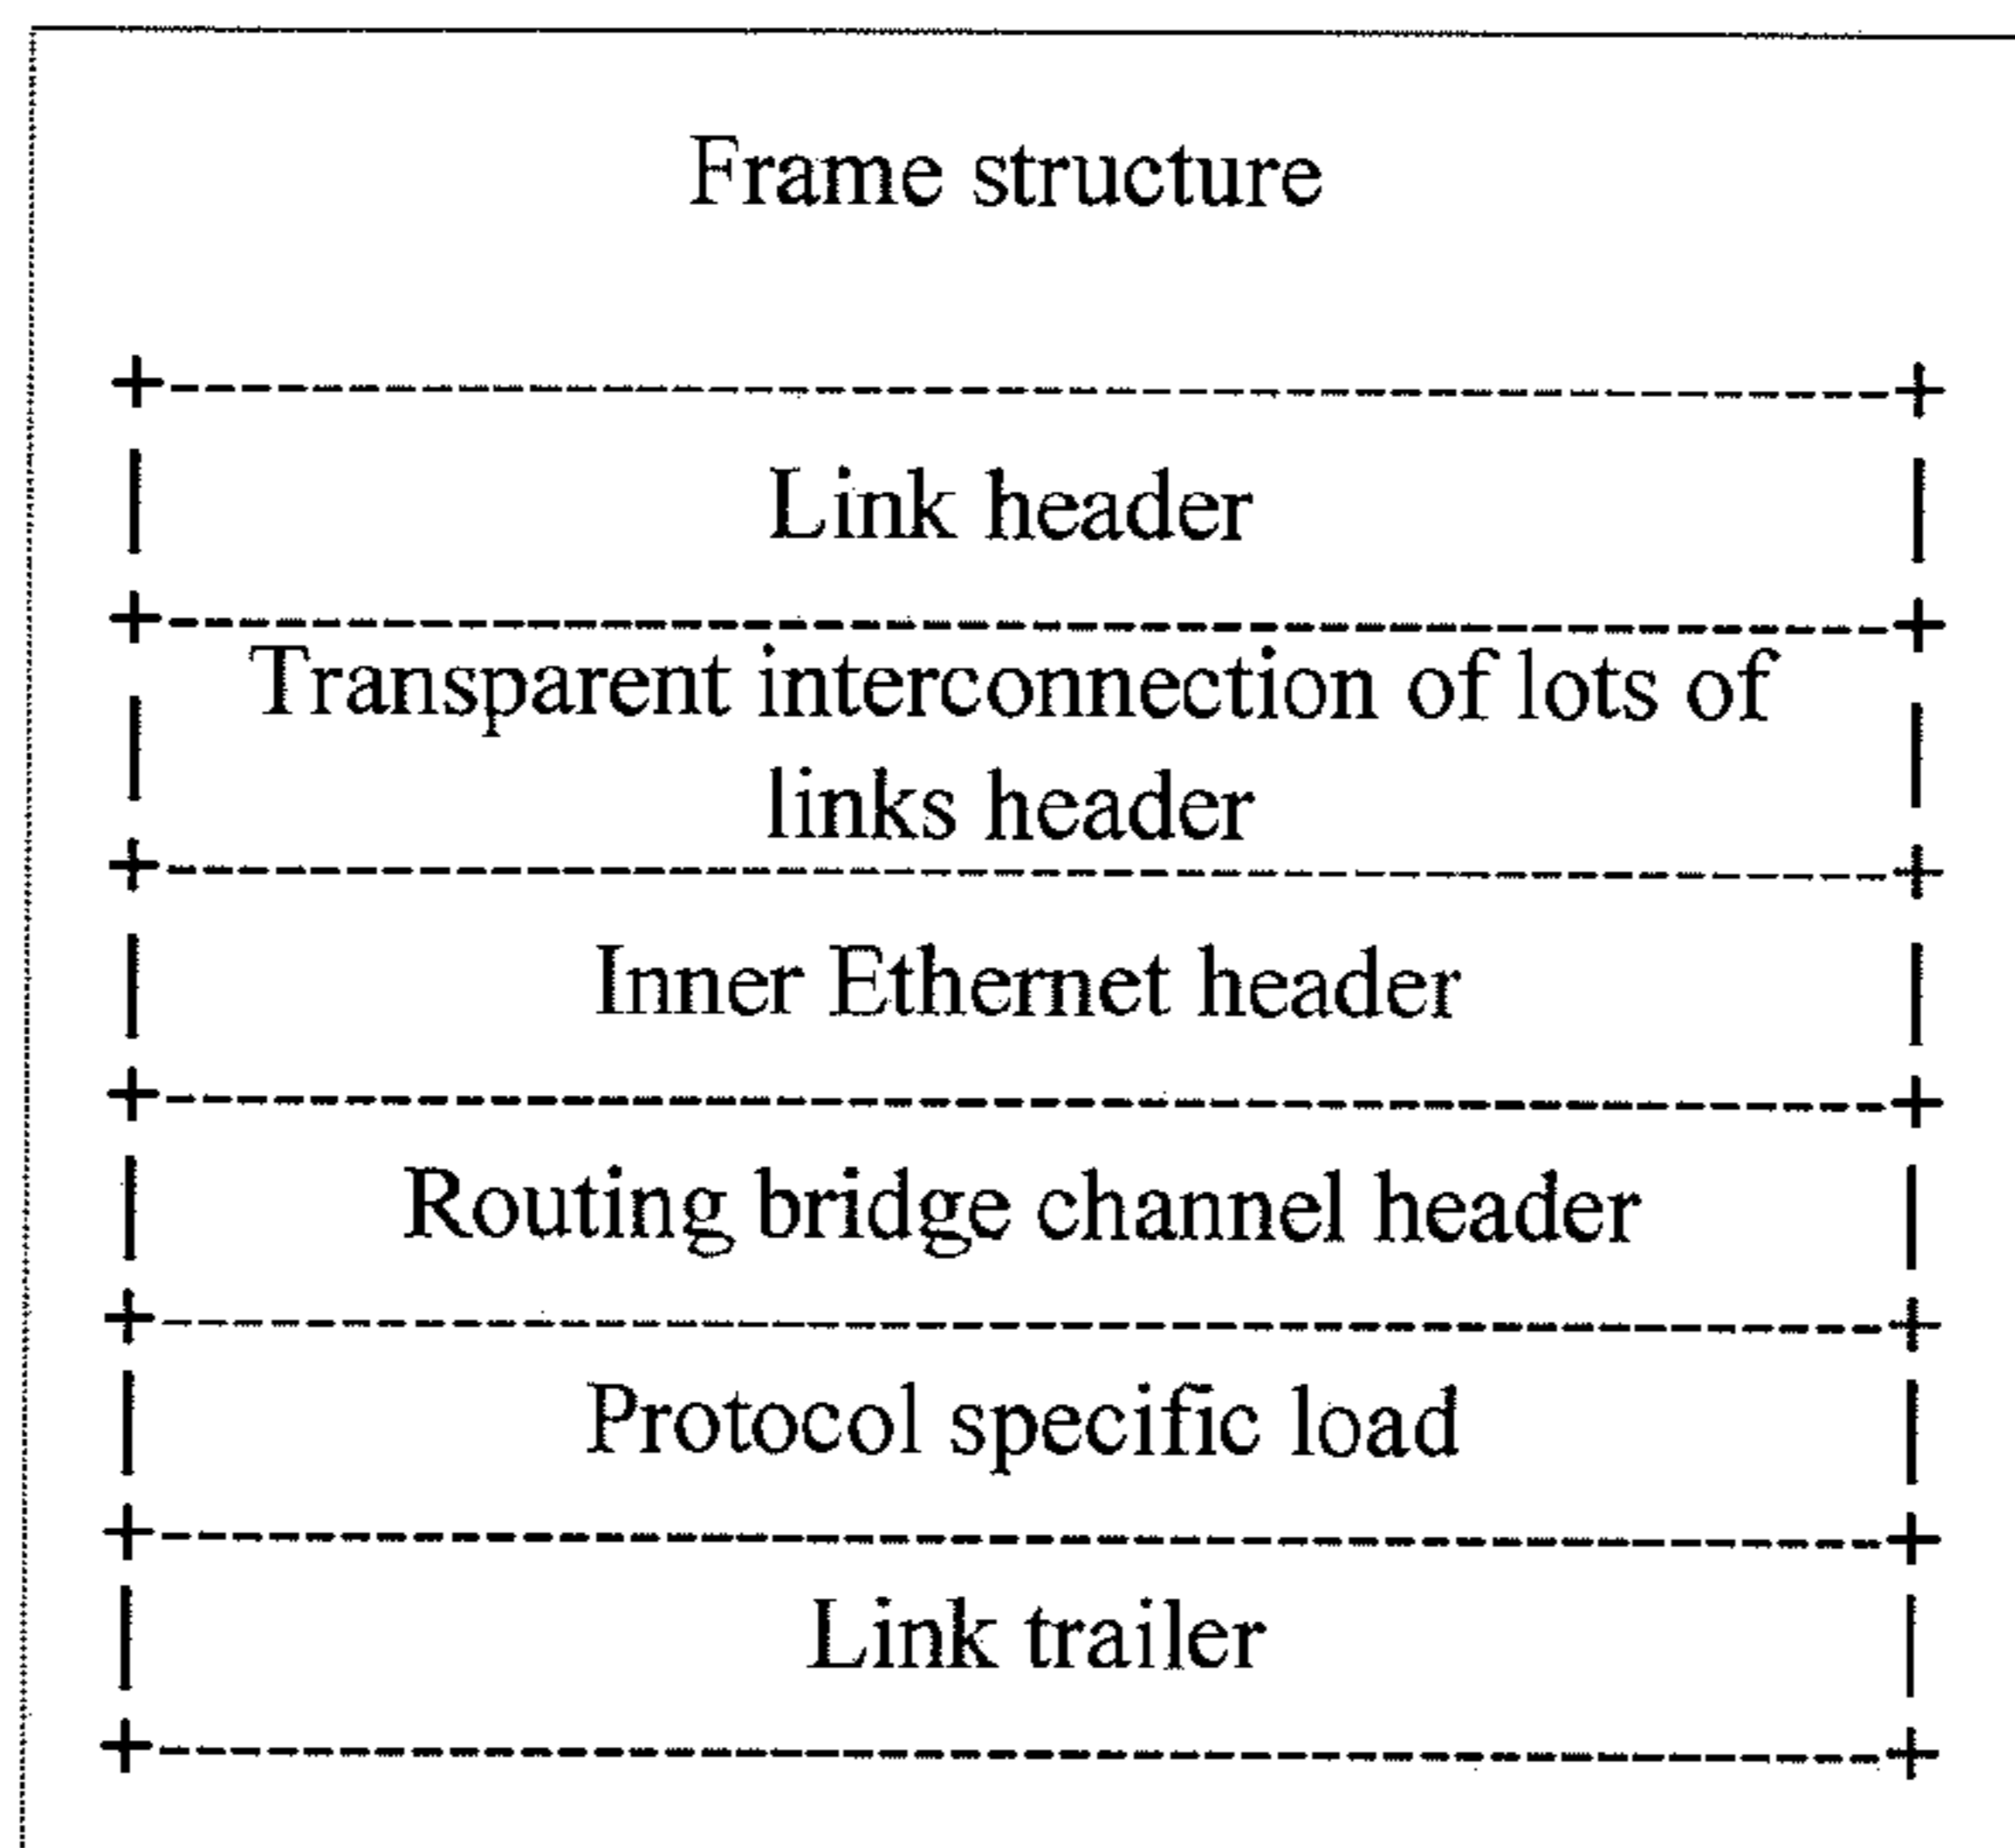 Frame structure
Link header
Transparent interconnection of lots of
links header
Inner Ethernet header
Routing bridge channel header
Protocol specific load
Link trailer